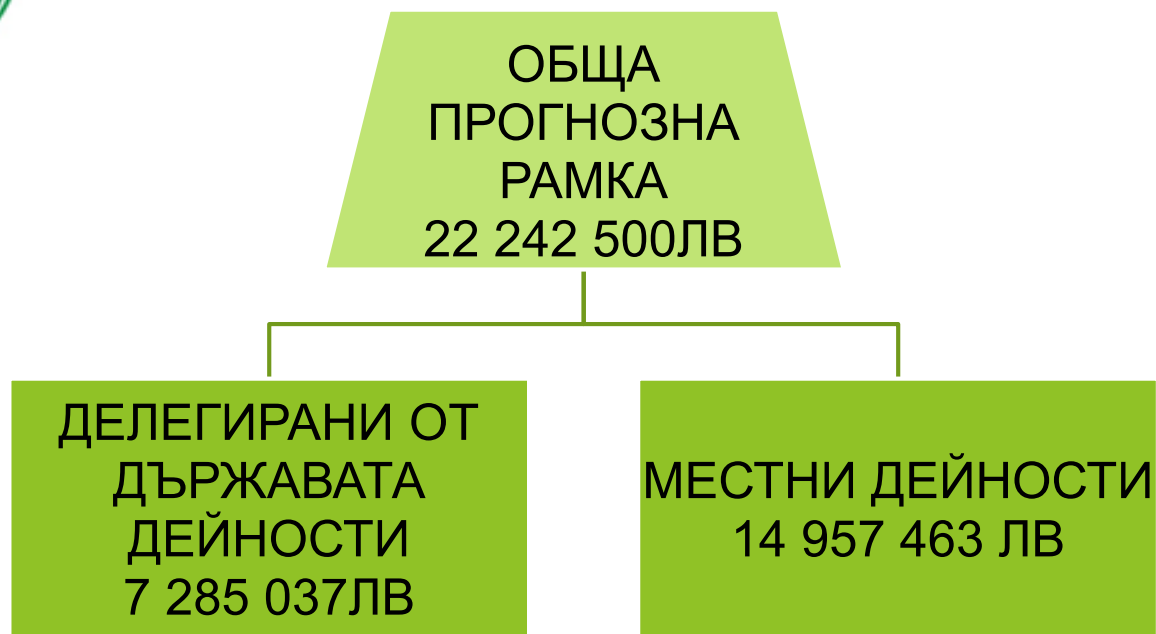 ОБЩА
ПРОГНОЗНА
РАМКА
22 242 500ЛВ
ДЕЛЕГИРАНИ ОТ
ДЪРЖАВАТА
ДЕЙНОСТИ
7 285 037ЛВ
МЕСТНИ ДЕЙНОСТИ
14 957 463 ЛВ